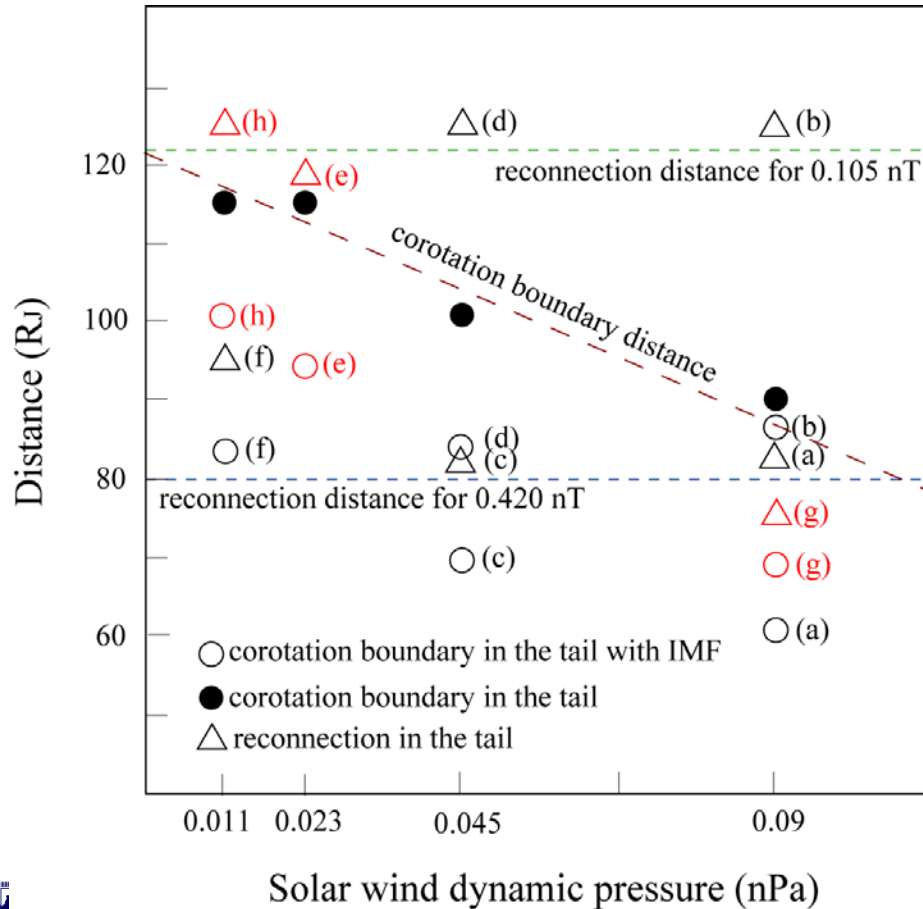 (h)
(d)
(b)
120
reconnection distance for 0.105 nT
(e)
corotation boundary distance
100
(h)
(f)
(e)
(b)
(f)
(d)
(c)
(a)
80
reconnection distance for 0.420 nT
(g)
(c)
(g)
60
(a)
corotation boundary in the tail with IMF
corotation boundary in the tail
reconnection in the tail
Distance (RJ)
0.011
0.023
0.045
0.09
Solar wind dynamic pressure (nPa)